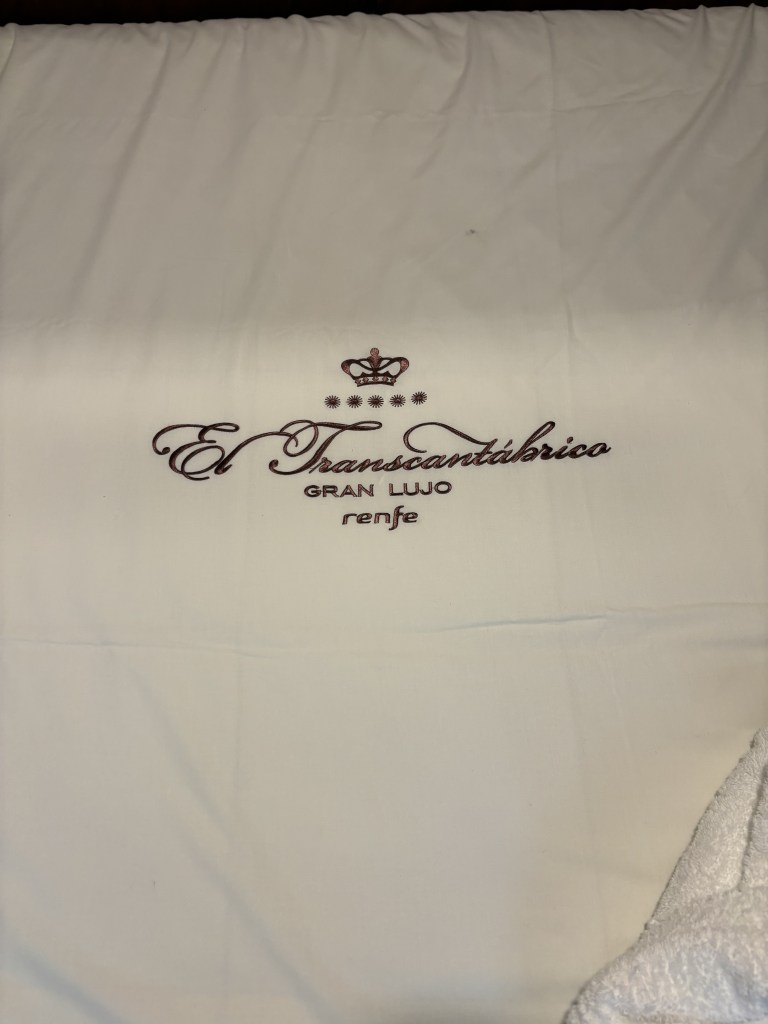 El Transcantábrico
GRAN LUJO
renfe